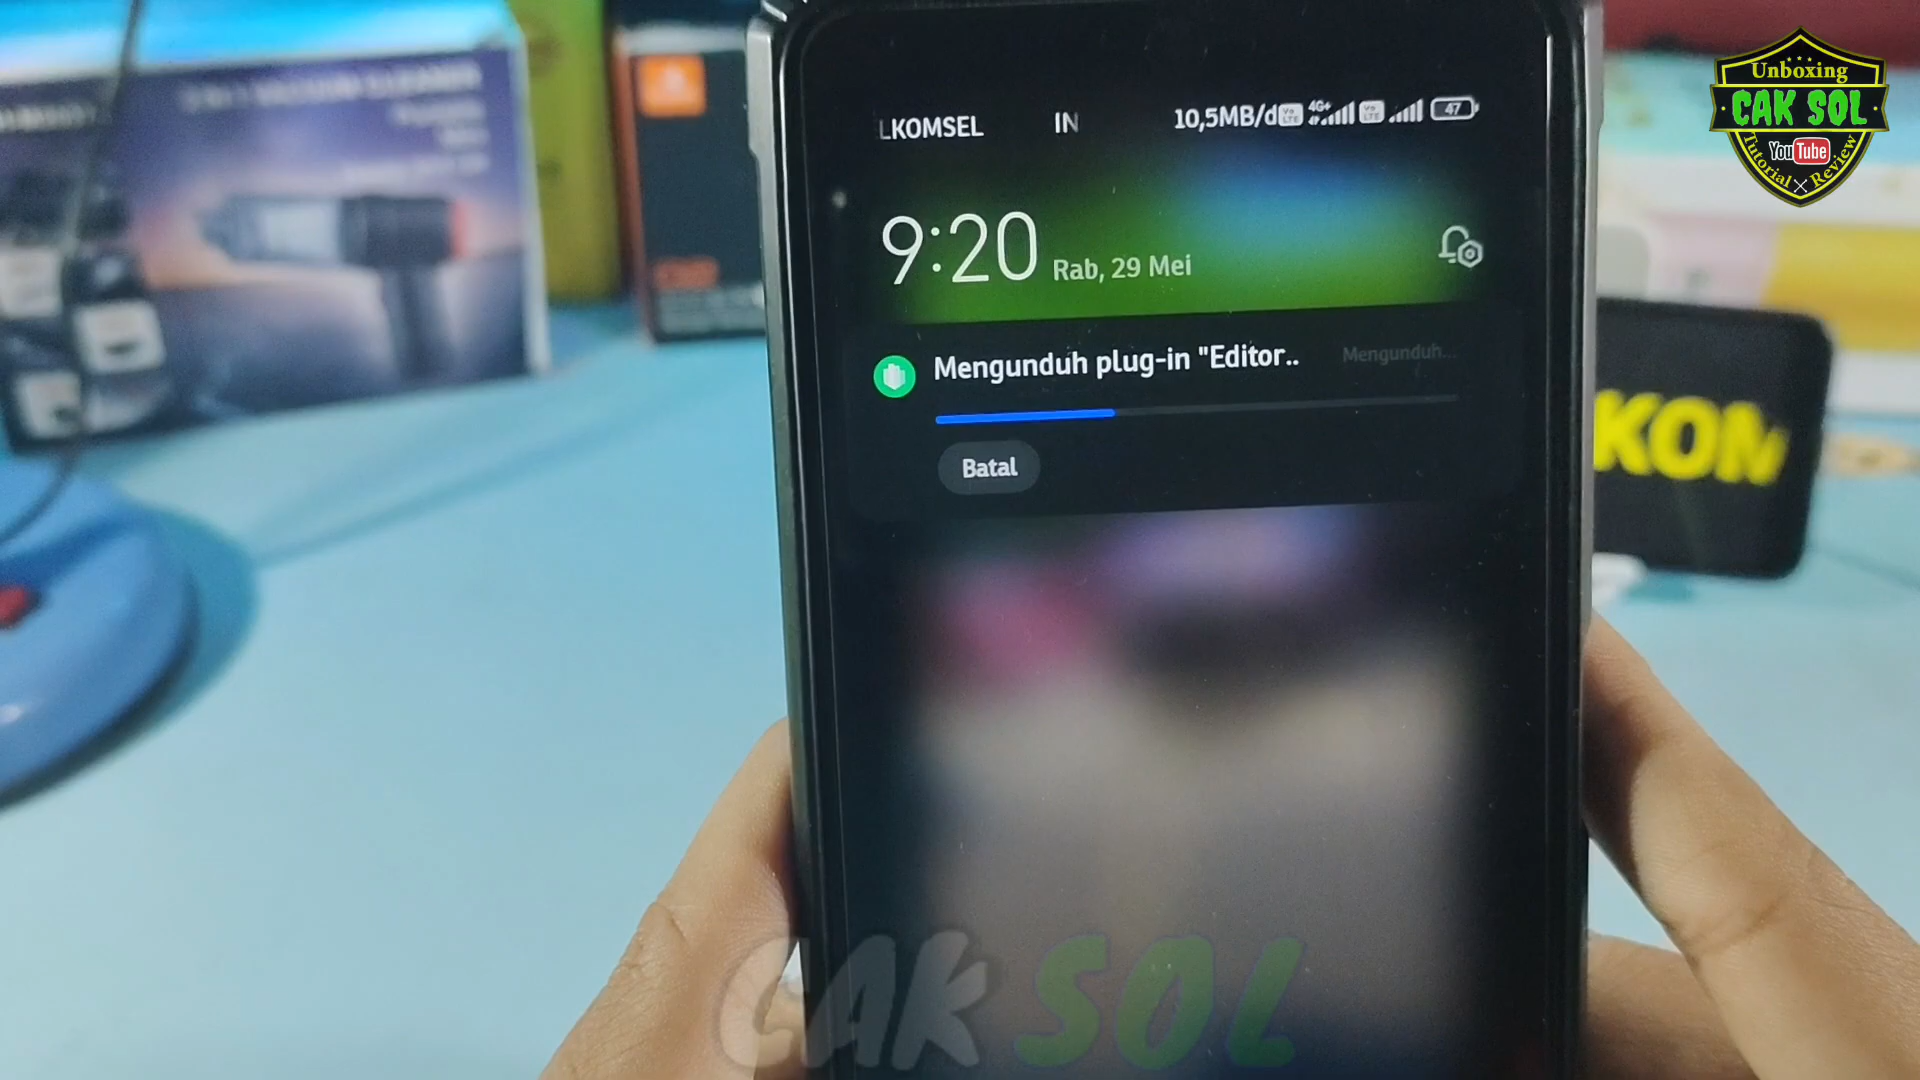 Unboxing
CAK SOL
YouTube
Tutorial X Review
LKOMSEL
IN
10,5MB/d
4G+
47
9:20
Rab, 29 Mei
Mengunduh plug-in "Editor..
Mengunduh...
Batal
KOM
CAK SOL